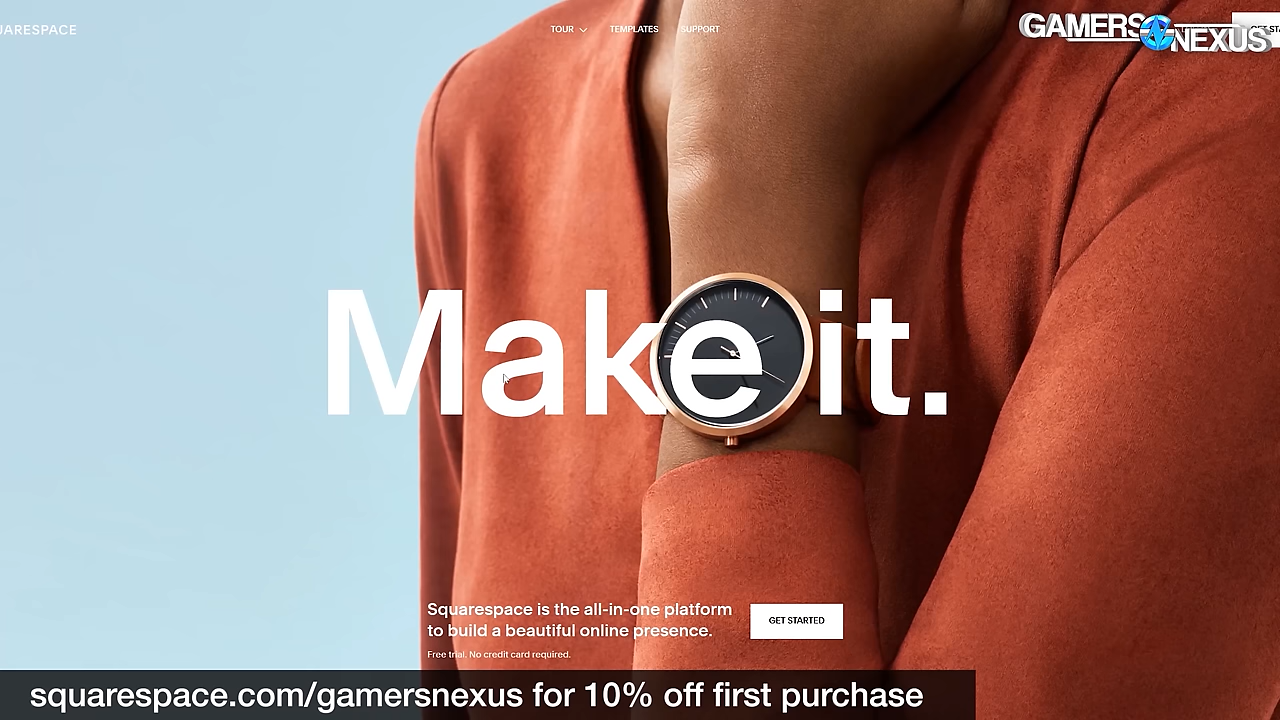 UARESPACE
TOUR
TEMPLATES
SUPPORT
GAMERS NEXUS
Make it.
Squarespace is the all-in-one platform
to build a beautiful online presence.
GET STARTED
Free trial. No credit card required.
squarespace.com/gamersnexus for 10% off first purchase